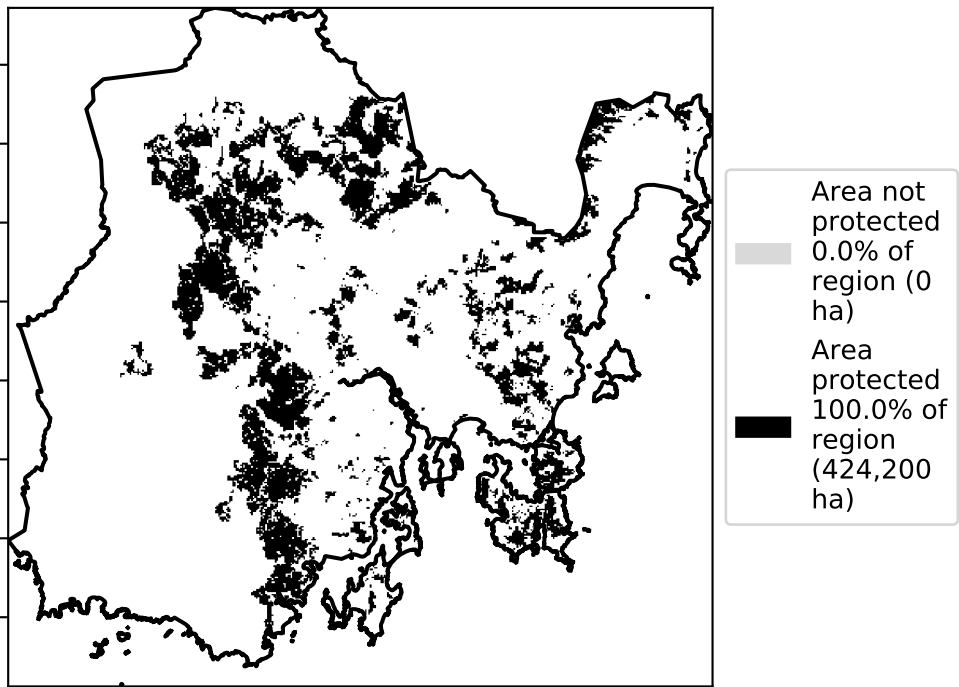 Area not
protected
0.0% of
region (0
ha)
Area
protected
100.0% of
region
(424,200
ha)